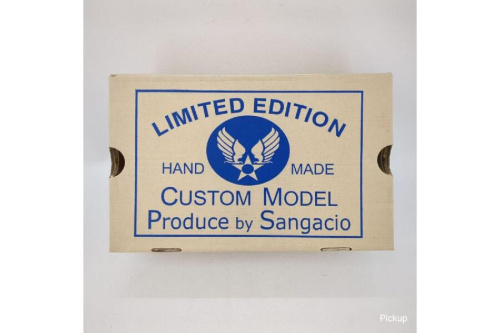 LIMITED EDITION
HAND MADE
CUSTOM MODEL
Produce by Sangacio
Pickup